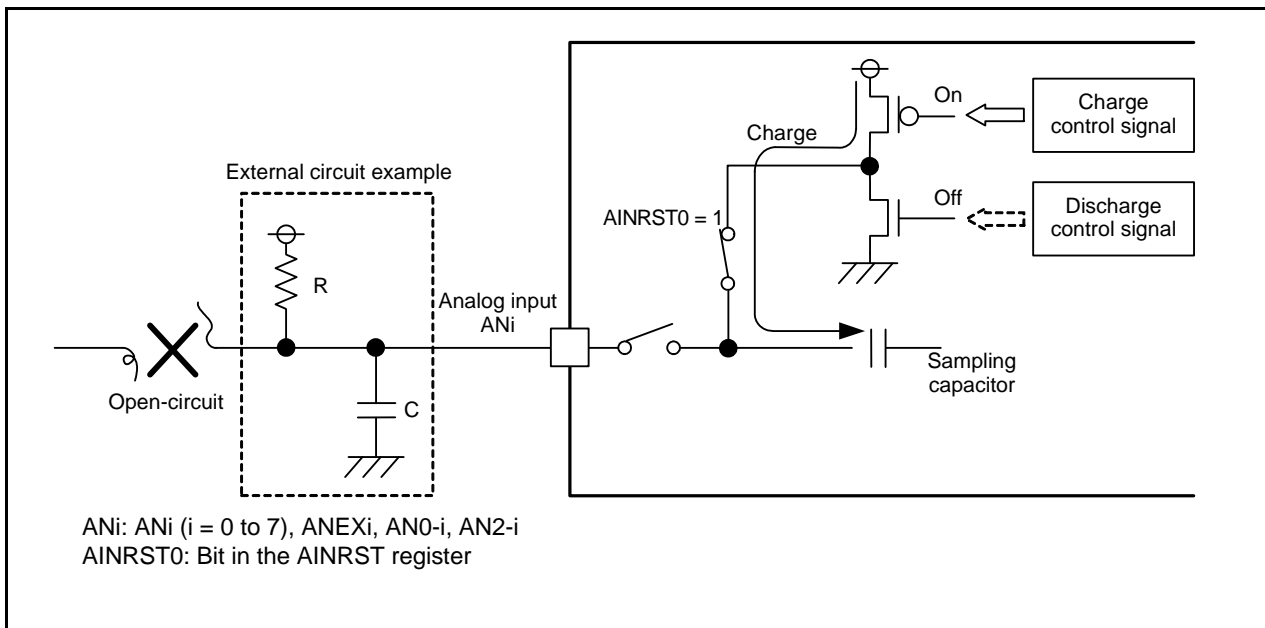 On
Charge
control signal
Charge
External circuit example
Off
Discharge
control signal
AINRST0 = 1
R
Analog input
ANi
Sampling
capacitor
Open-circuit
C
ANi: ANi (i = 0 to 7), ANEXi, AN0-i, AN2-i
AINRST0: Bit in the AINRST register